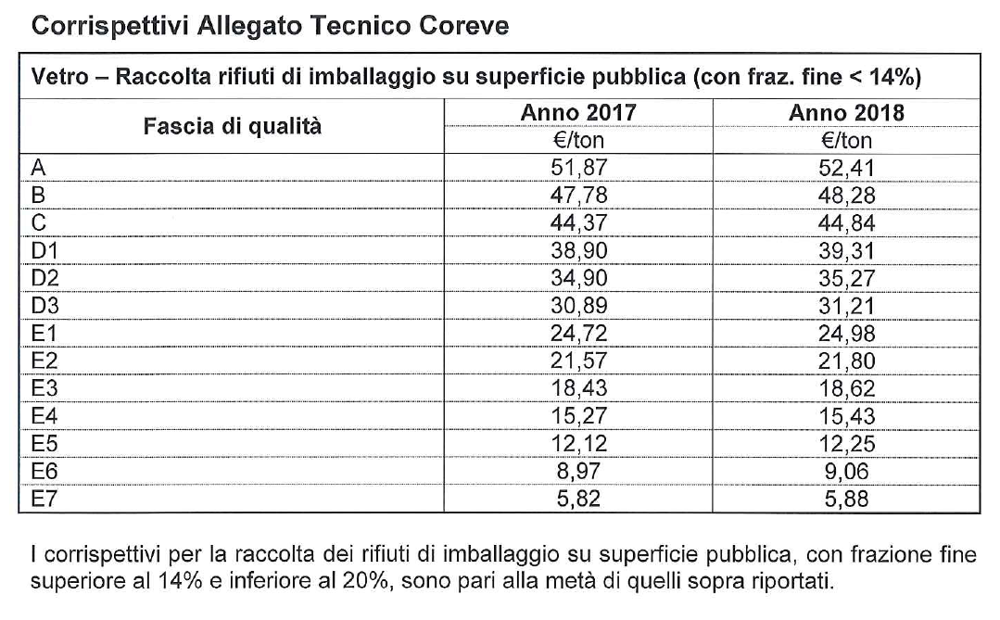 Corrispettivi Allegato Tecnico Coreve
Vetro – Raccolta rifiuti di imballaggio su superficie pubblica (con fraz. fine < 14%)
Fascia di qualità Anno 2017 Anno 2018
€/ton €/ton
A 51,87 52,41
B 47,78 48,28
C 44,37 44,84
D1 38,90 39,31
D2 34,90 35,27
D3 30,89 31,21
E1 24,72 24,98
E2 21,57 21,80
E3 18,43 18,62
E4 15,27 15,43
E5 12,12 12,25
E6 8,97 9,06
E7 5,82 5,88
I corrispettivi per la raccolta dei rifiuti di imballaggio su superficie pubblica, con frazione fine
superiore al 14% e inferiore al 20%, sono pari alla metà di quelli sopra riportati.